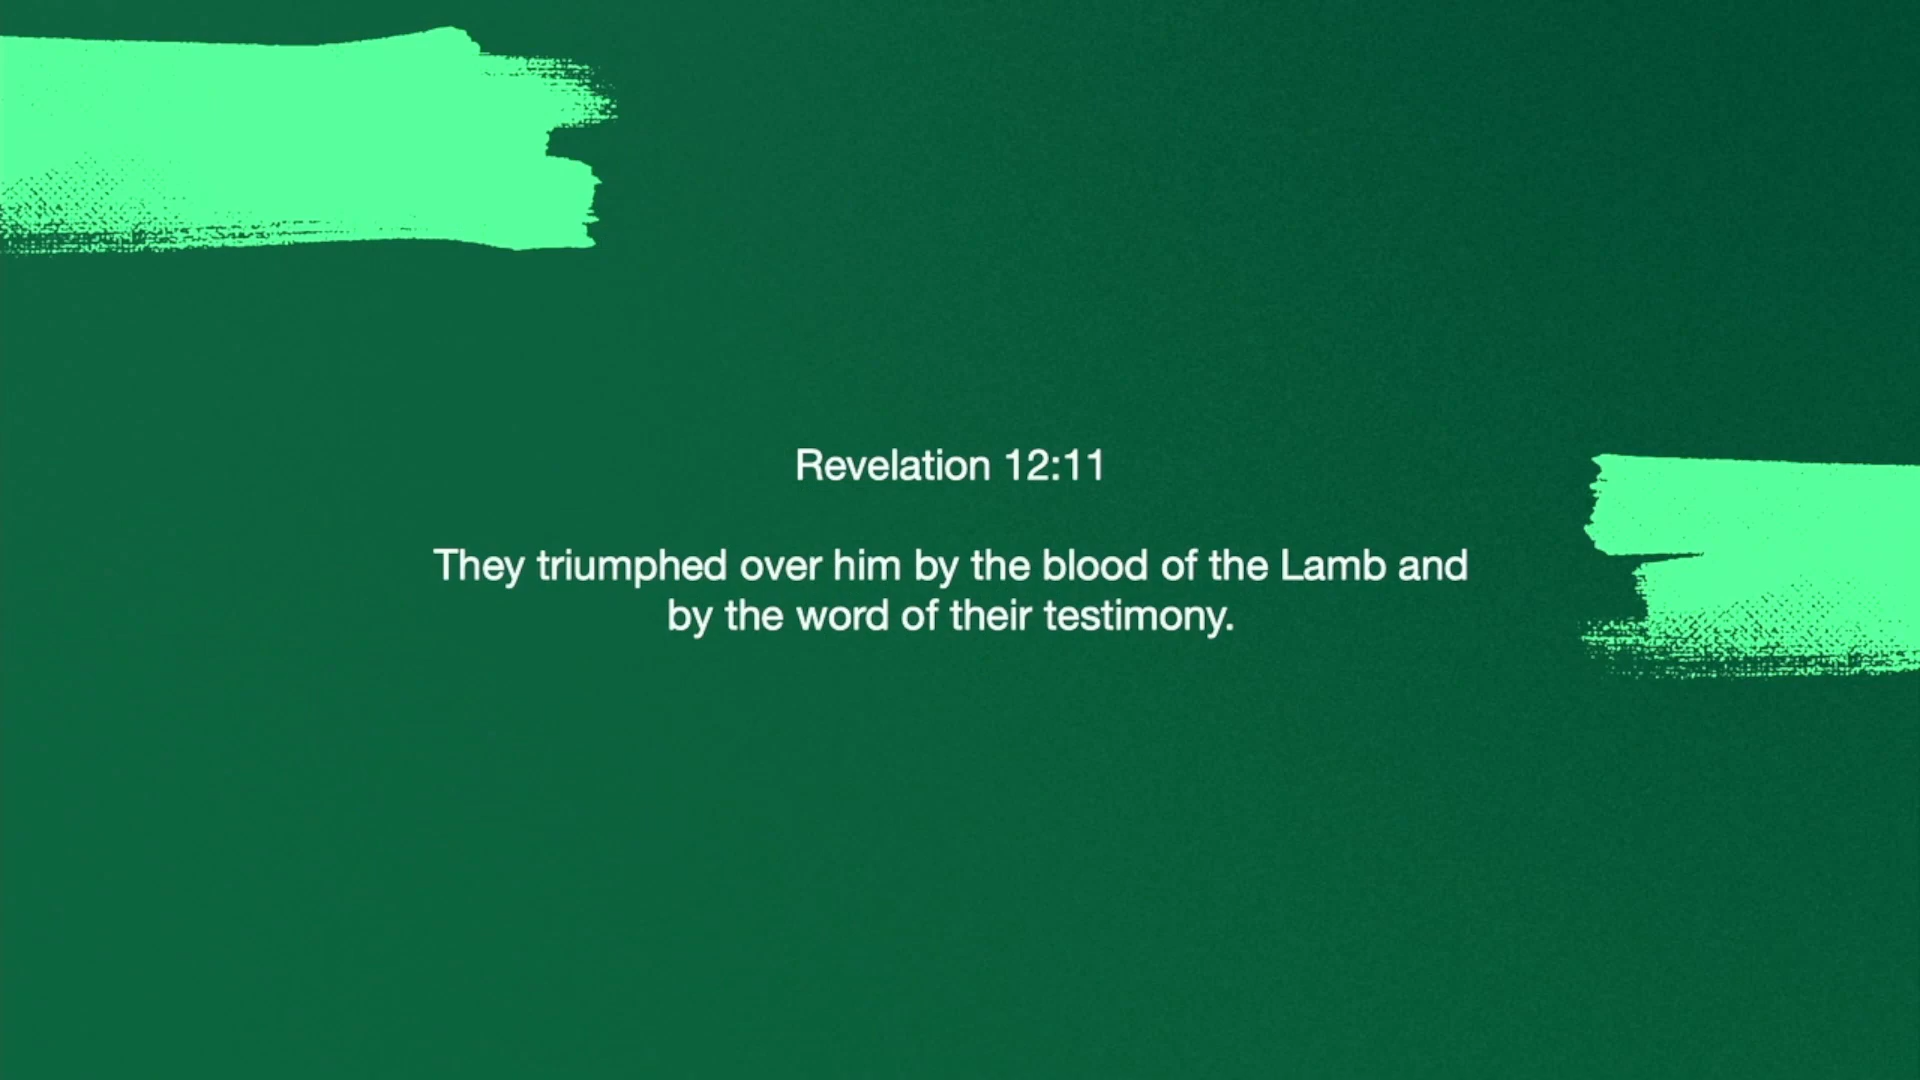 Revelation 12:11
They triumphed over him by the blood of the Lamb and
by the word of their testimony.